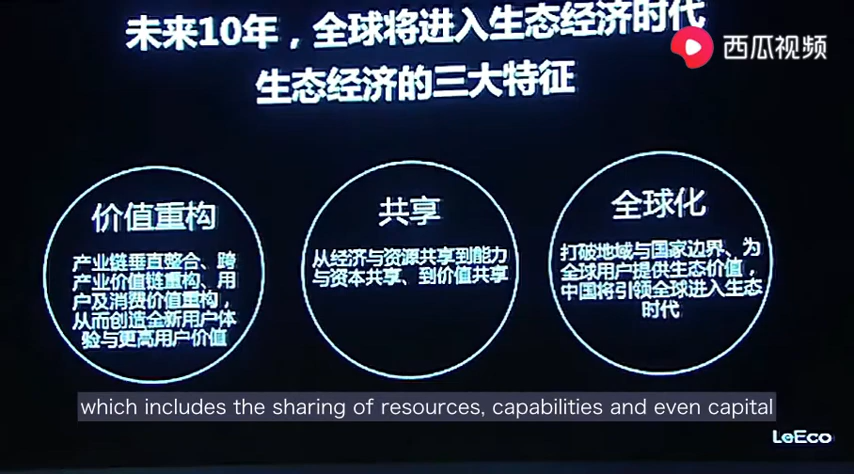 未来10年，全球将进入生态经济时代
西瓜视频
生态经济的三大特征
价值重构
产业链垂直整合、跨
产业价值链重构、用
户及消费价值重构，
从而创造全新用户体
验与更高用户价值
共享
从经济与资源共享到能力
与资本共享、到价值共享
全球化
打破地域与国家边界、为
全球用户提供生态价值，
中国将引领全球进入生态
时代
which includes the sharing of resources, capabilities and even capital
LeEco